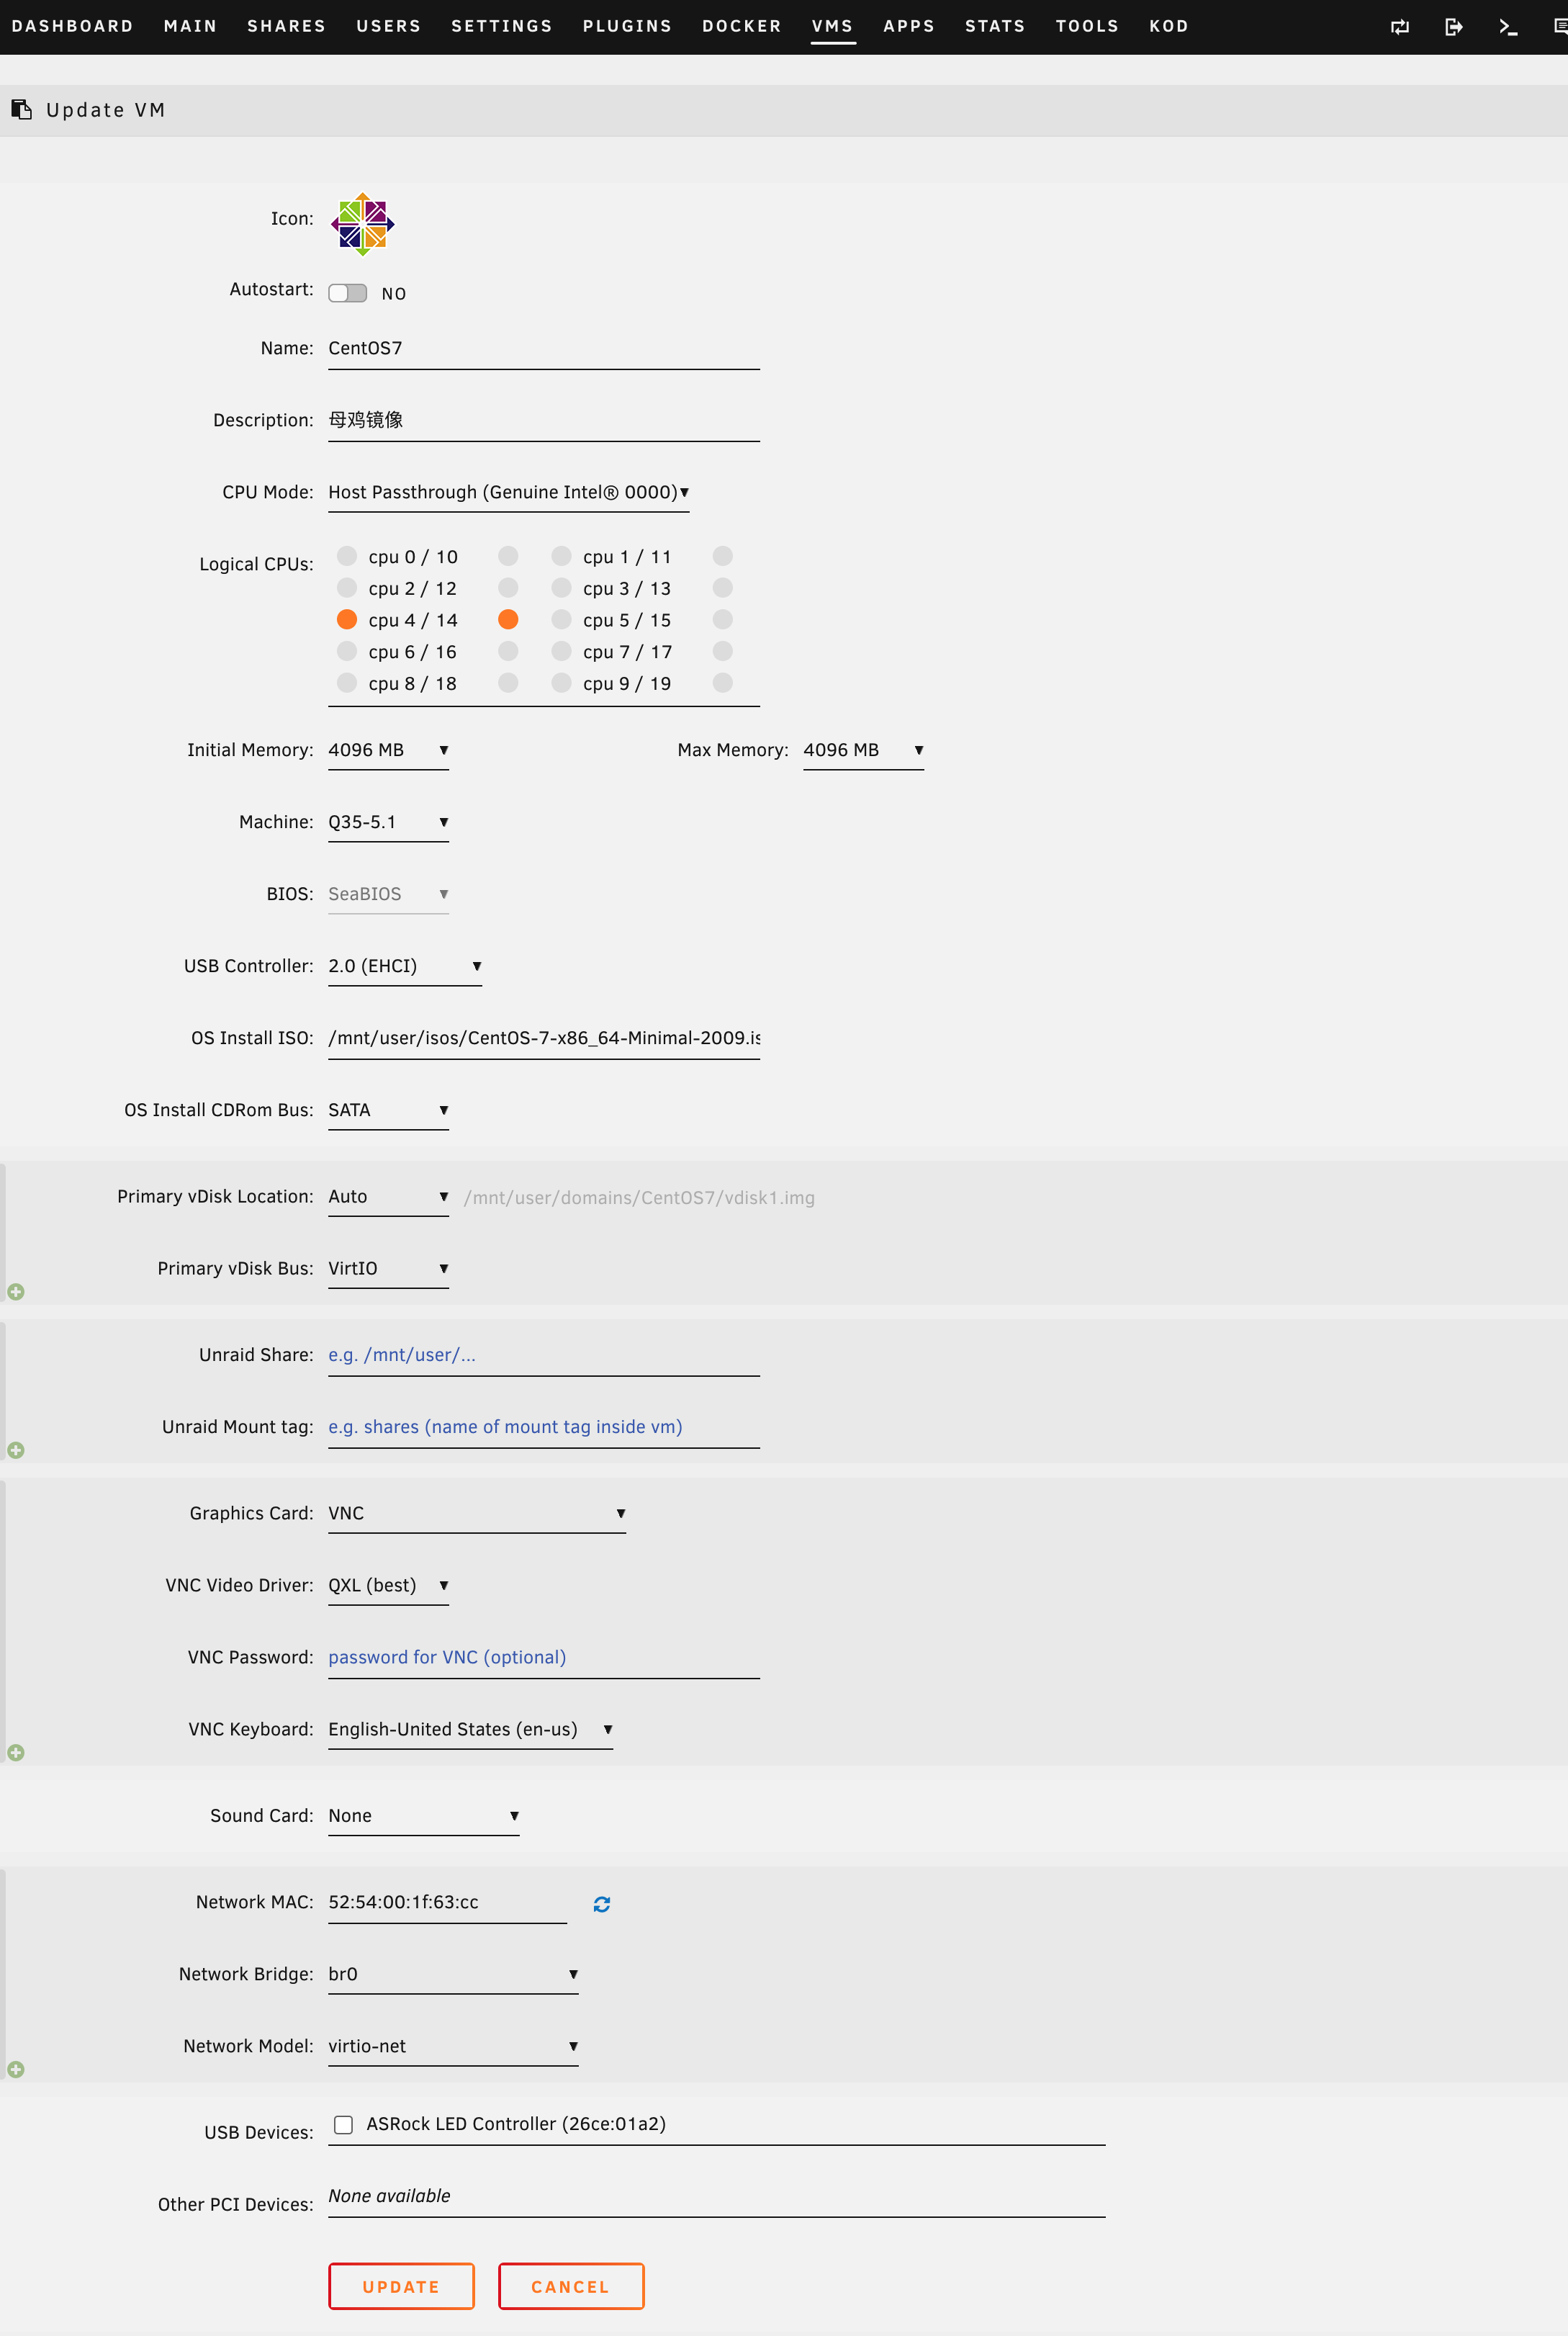 DASHBOARD MAIN SHARES USERS SETTINGS PLUGINS DOCKER VMS APPS STATS TOOLS KOD
Update VM
Icon:
Autostart: NO
Name: CentOS7
Description: 母鸡镜像
CPU Mode: Host Passthrough (Genuine Intel® 0000)
Logical CPUs: cpu 0 / 10 cpu 1 / 11
cpu 2 / 12 cpu 3 / 13
cpu 4 / 14 cpu 5 / 15
cpu 6 / 16 cpu 7 / 17
cpu 8 / 18 cpu 9 / 19
Initial Memory: 4096 MB Max Memory: 4096 MB
Machine: Q35-5.1
BIOS: SeaBIOS
USB Controller: 2.0 (EHCI)
OS Install ISO: /mnt/user/isos/CentOS-7-x86_64-Minimal-2009.is
OS Install CDRom Bus: SATA
Primary vDisk Location: Auto /mnt/user/domains/CentOS7/vdisk1.img
Primary vDisk Bus: VirtIO
Unraid Share: e.g. /mnt/user/...
Unraid Mount tag: e.g. shares (name of mount tag inside vm)
Graphics Card: VNC
VNC Video Driver: QXL (best)
VNC Password: password for VNC (optional)
VNC Keyboard: English-United States (en-us)
Sound Card: None
Network MAC: 52:54:00:1f:63:cc
Network Bridge: br0
Network Model: virtio-net
USB Devices: ASRock LED Controller (26ce:01a2)
Other PCI Devices: None available
UPDATE CANCEL